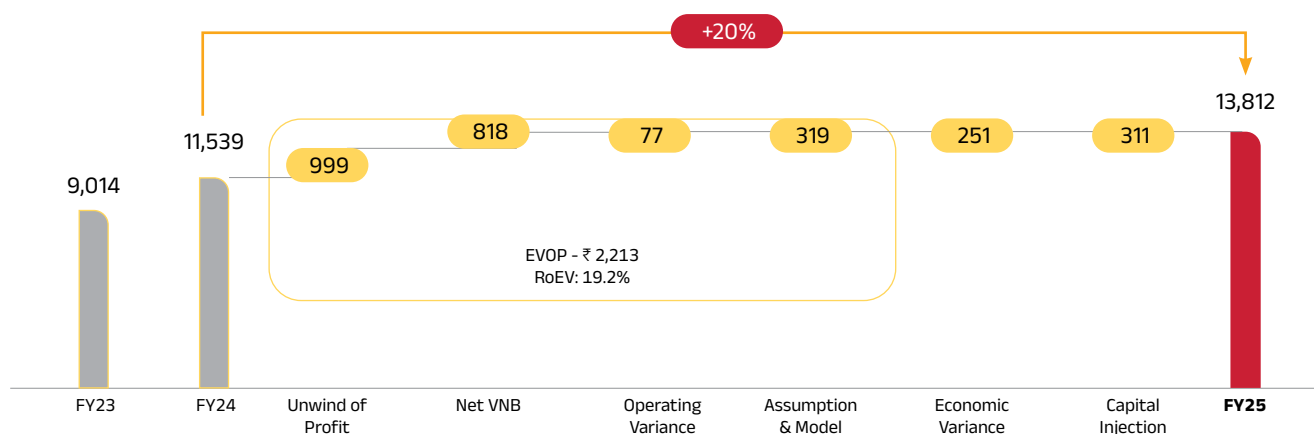 +20%
13,812
818
77
319
251
311
11,539
999
9,014
EVOP - ₹ 2,213
RoEV: 19.2%
FY23
FY24
Unwind of
Profit
Net VNB
Operating
Variance
Assumption
& Model
Economic
Variance
Capital
Injection
FY25